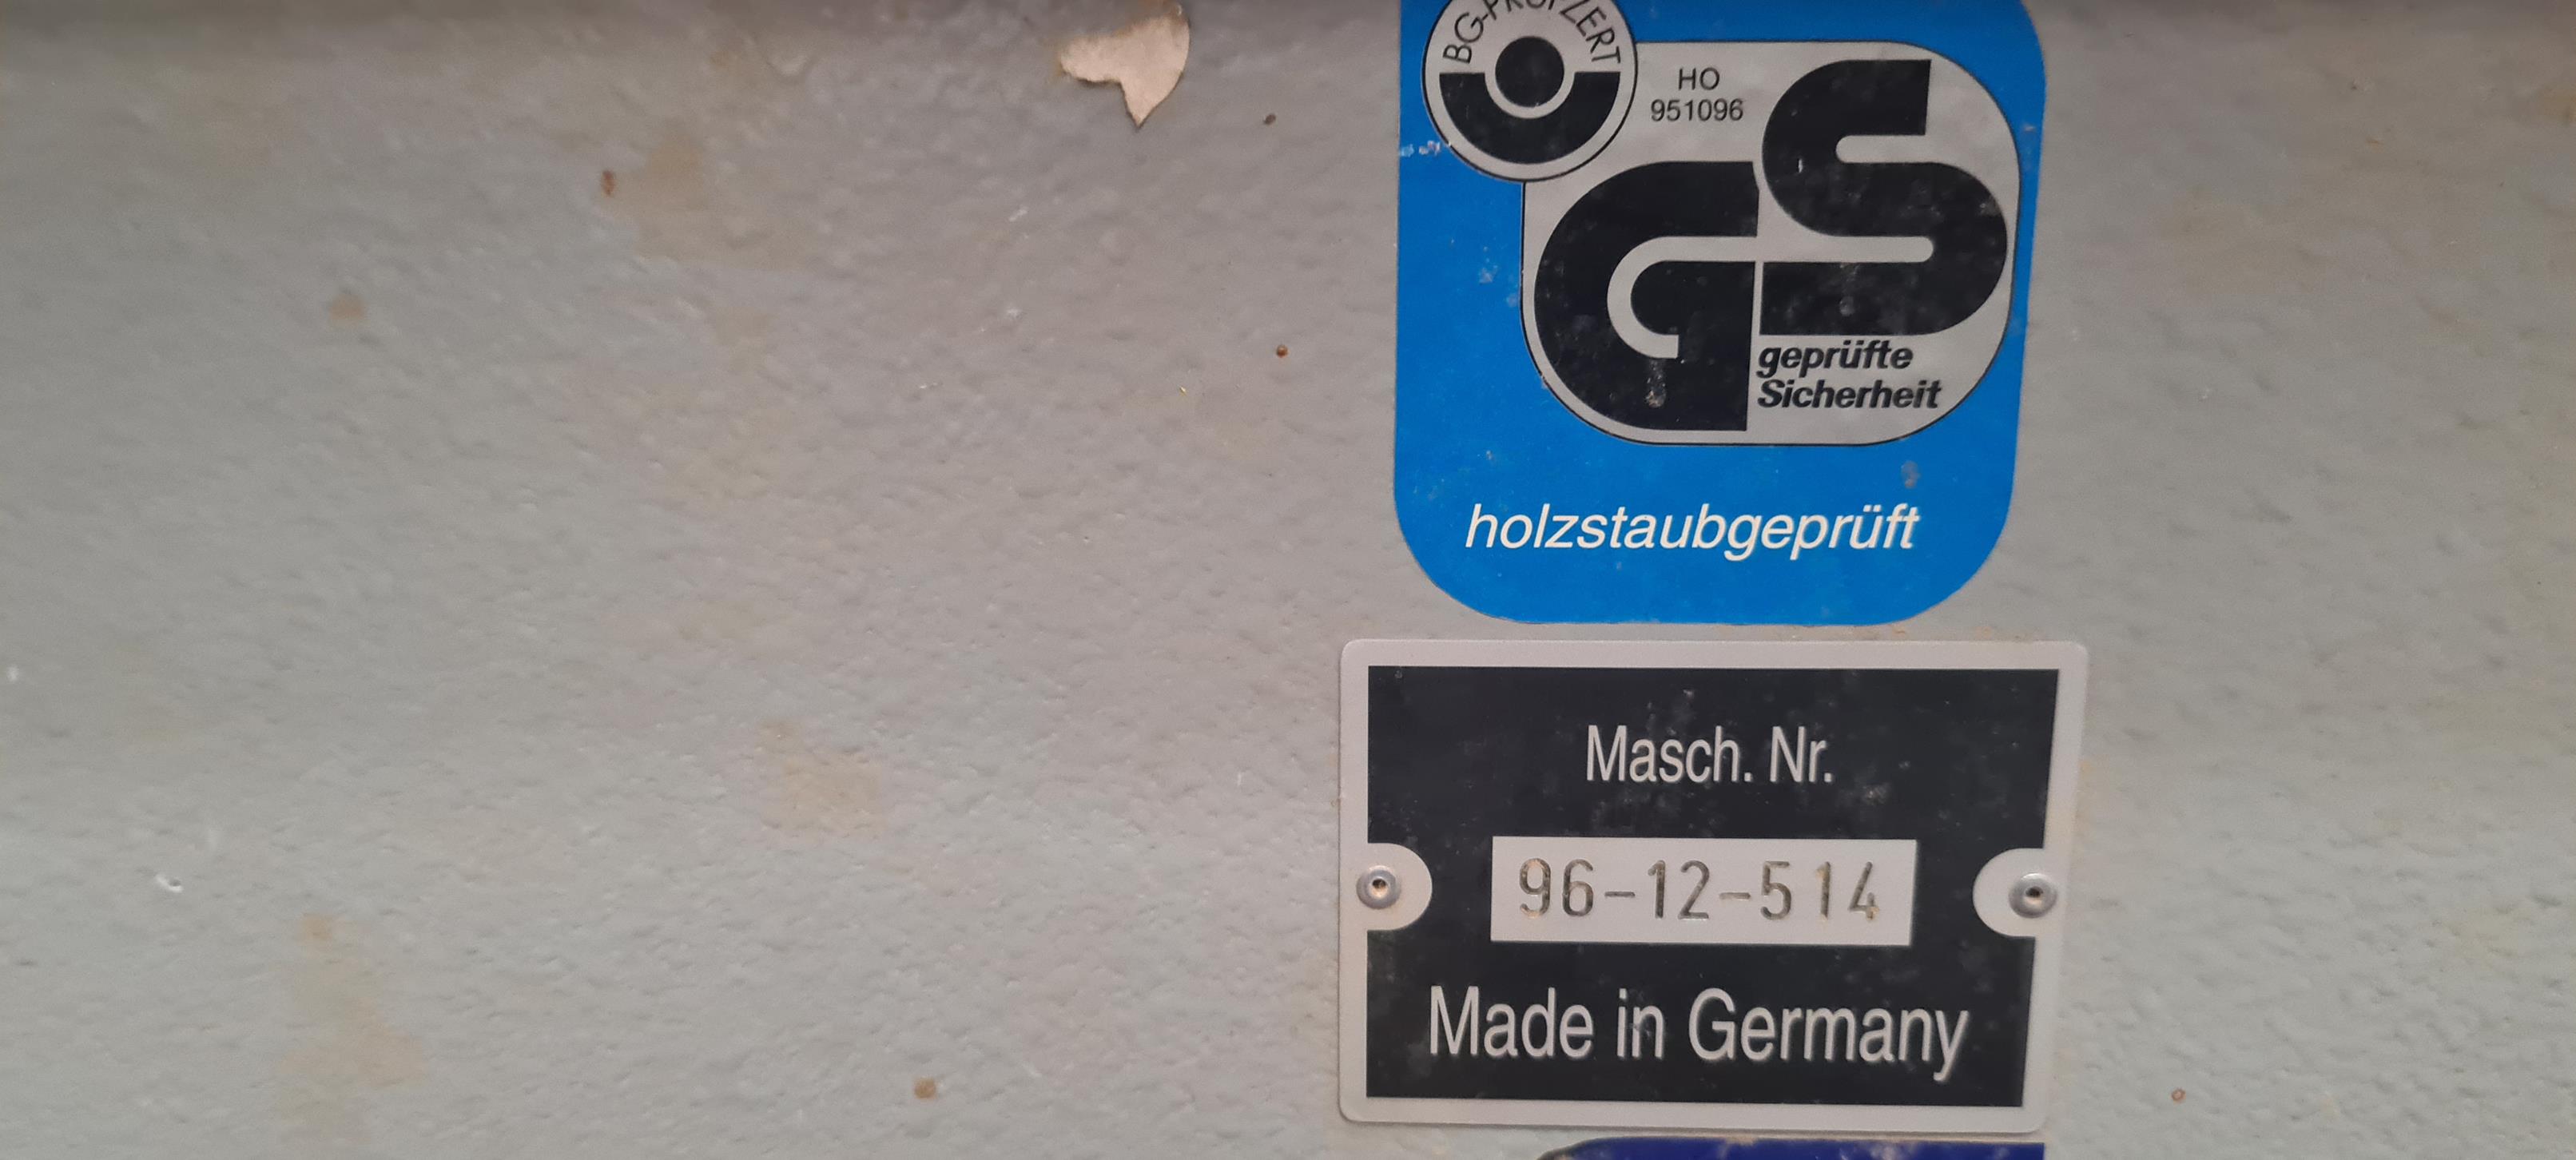 BG-PRÜFZERT
HO
951096
GS
geprüfte
Sicherheit
holzstaubgeprüft
Masch. Nr.
96-12-514
Made in Germany